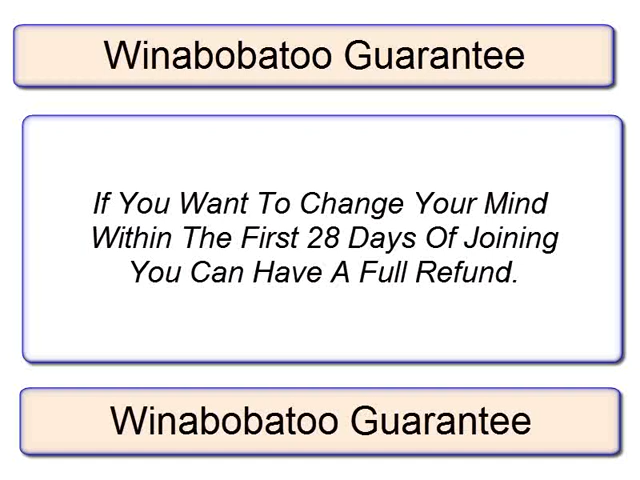 Winabobatoo Guarantee
If You Want To Change Your Mind
Within The First 28 Days Of Joining
You Can Have A Full Refund.
Winabobatoo Guarantee